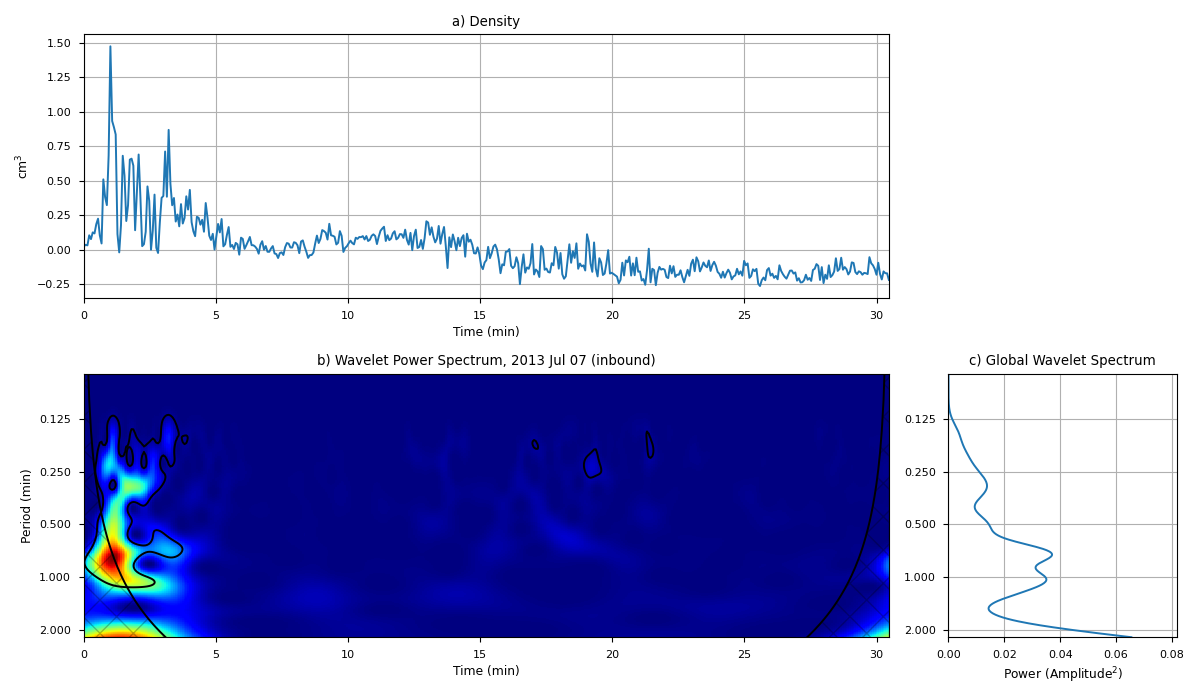 a) Density
1.50
1.25
1.00
0.75
0.50
0.25
0.00
−0.25
cm³
0 5 10 15 20 25 30
Time (min)
b) Wavelet Power Spectrum, 2013 Jul 07 (inbound)
0.125
0.250
0.500
1.000
2.000
Period (min)
0 5 10 15 20 25 30
Time (min)
c) Global Wavelet Spectrum
0.125
0.250
0.500
1.000
2.000
0.00 0.02 0.04 0.06 0.08
Power (Amplitude²)